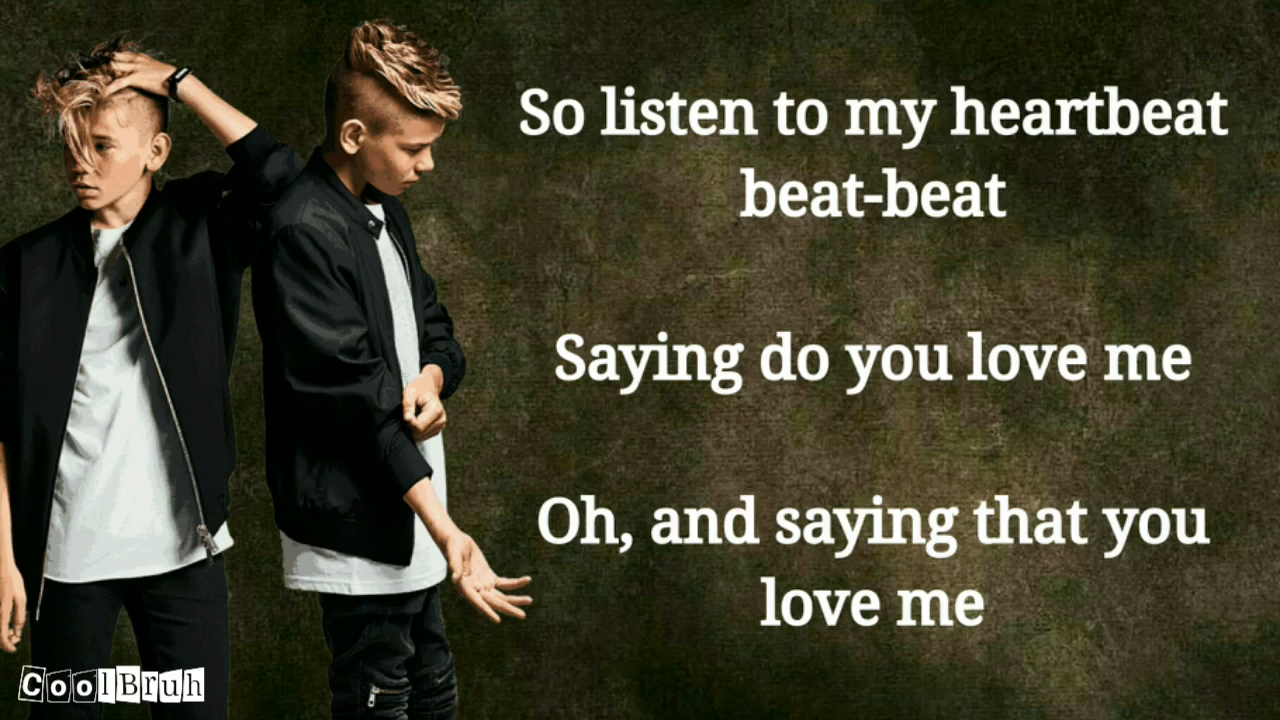 So listen to my heartbeat
beat-beat
Saying do you love me
Oh, and saying that you
love me
CoolBruh